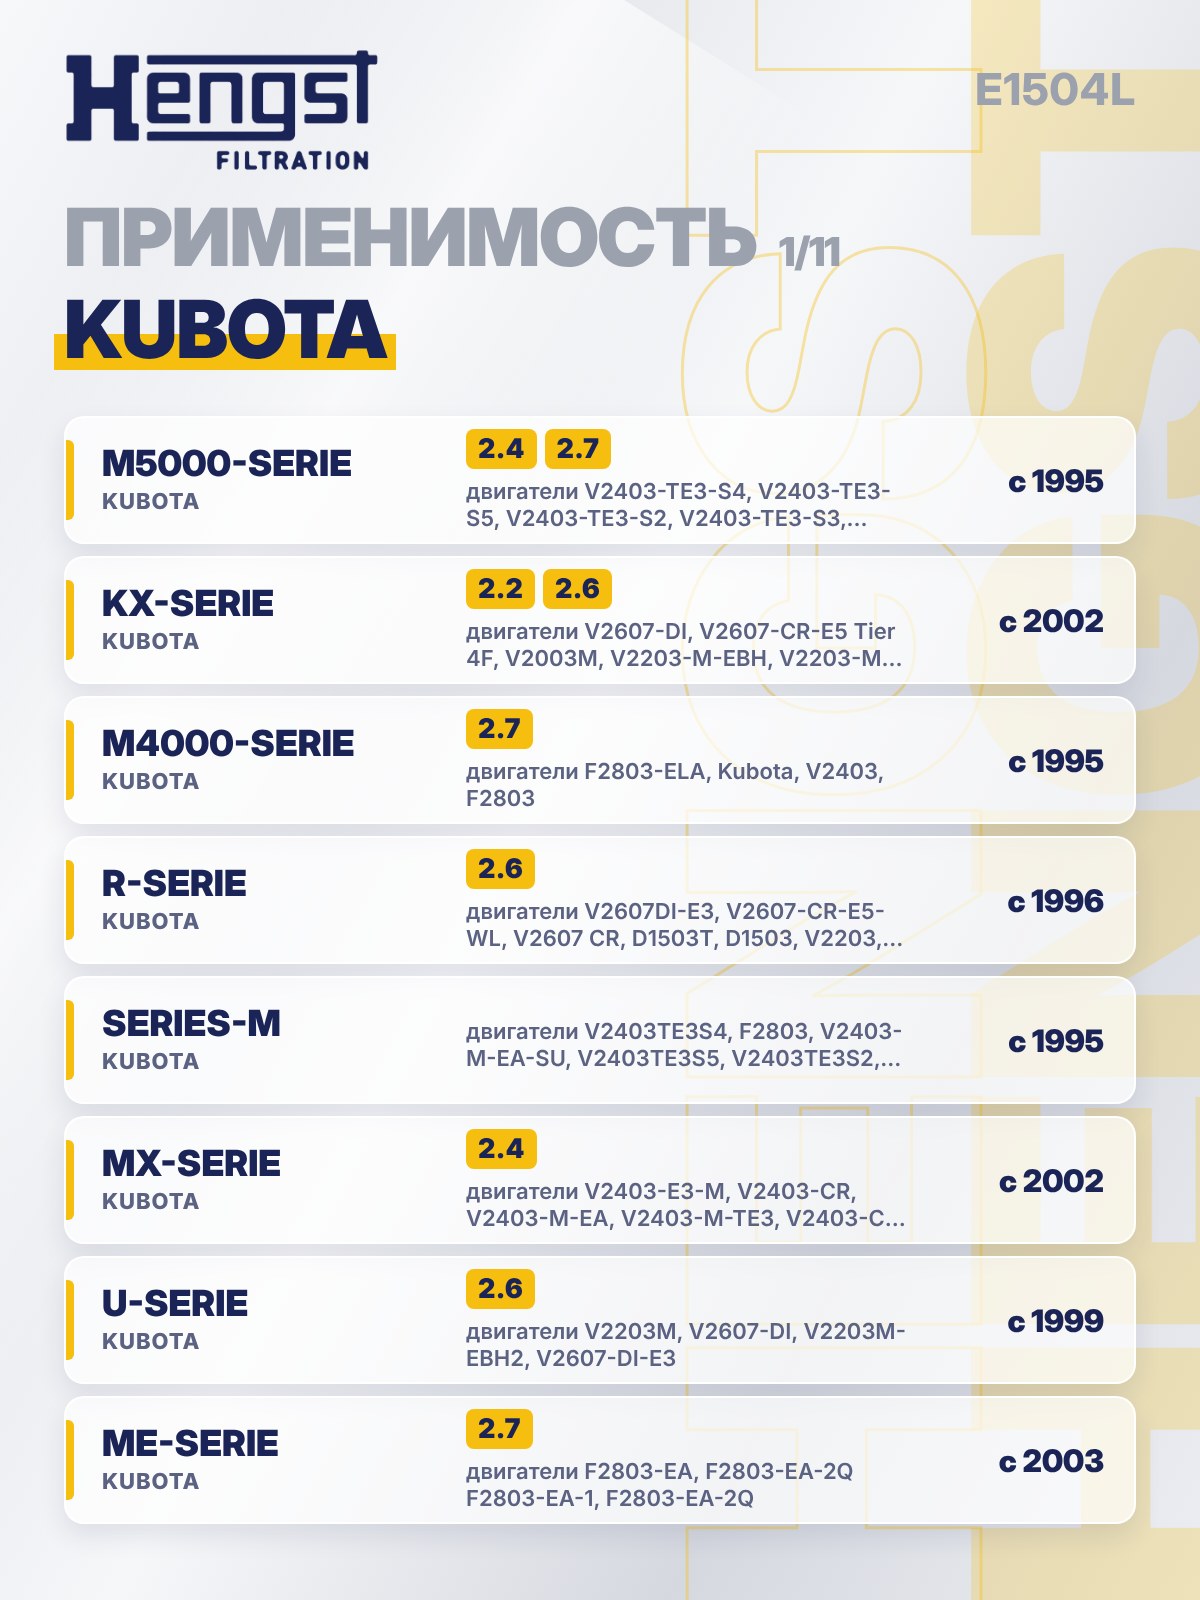 Hengst
FILTRATION
E1504L
ПРИМЕНИМОСТЬ 1/11
KUBOTA
M5000-SERIE
KUBOTA
2.4 2.7
двигатели V2403-TE3-S4, V2403-TE3-
S5, V2403-TE3-S2, V2403-TE3-S3,...
с 1995
KX-SERIE
KUBOTA
2.2 2.6
двигатели V2607-DI, V2607-CR-E5 Tier
4F, V2003M, V2203-M-EBH, V2203-M...
с 2002
M4000-SERIE
KUBOTA
2.7
двигатели F2803-ELA, Kubota, V2403,
F2803
с 1995
R-SERIE
KUBOTA
2.6
двигатели V2607DI-E3, V2607-CR-E5-
WL, V2607 CR, D1503T, D1503, V2203,...
с 1996
SERIES-M
KUBOTA
двигатели V2403TE3S4, F2803, V2403-
M-EA-SU, V2403TE3S5, V2403TE3S2,...
с 1995
MX-SERIE
KUBOTA
2.4
двигатели V2403-E3-M, V2403-CR,
V2403-M-EA, V2403-M-TE3, V2403-C...
с 2002
U-SERIE
KUBOTA
2.6
двигатели V2203M, V2607-DI, V2203M-
EBH2, V2607-DI-E3
с 1999
ME-SERIE
KUBOTA
2.7
двигатели F2803-EA, F2803-EA-2Q
F2803-EA-1, F2803-EA-2Q
с 2003
HENGST
HENGST